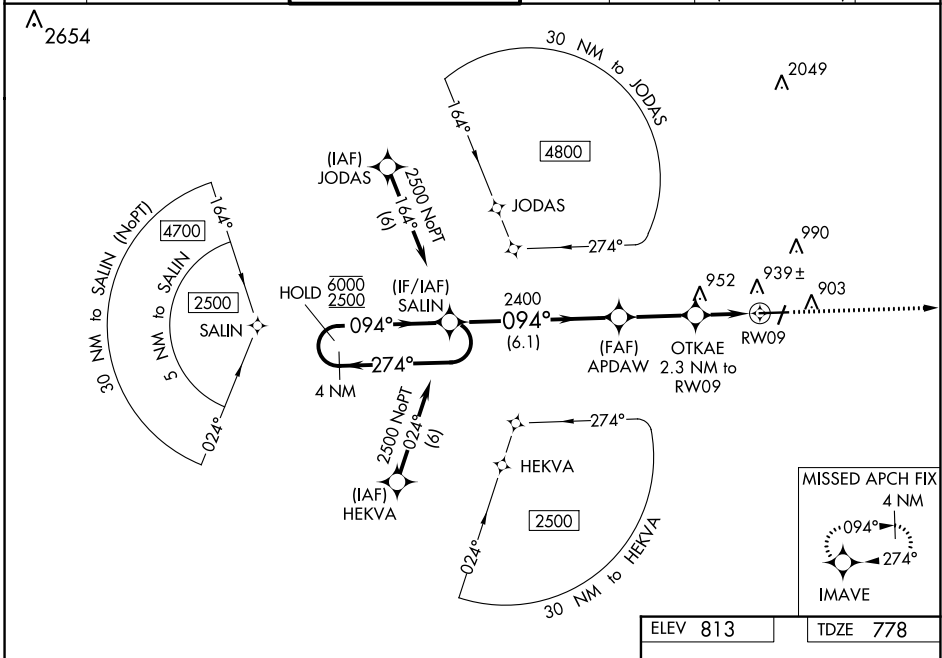 2654
2049
30 NM to JODAS
164°
4800
JODAS
274°
(IAF)
JODAS
2500 NoPT
164°
(6)
30 NM to SALIN (NoPT)
164°
4700
5 NM to SALIN
2500
SALIN
024°
HOLD
6000
2500
(IF/IAF)
SALIN
094°
274°
4 NM
2400
094°
(6.1)
(FAF)
APDAW
OTKAE
2.3 NM to
RW09
952
939±
990
903
RW09
2500 NoPT
024°
(6)
(IAF)
HEKVA
274°
HEKVA
2500
024°
30 NM to HEKVA
MISSED APCH FIX
4 NM
094°
274°
IMAVE
ELEV 813
TDZE 778